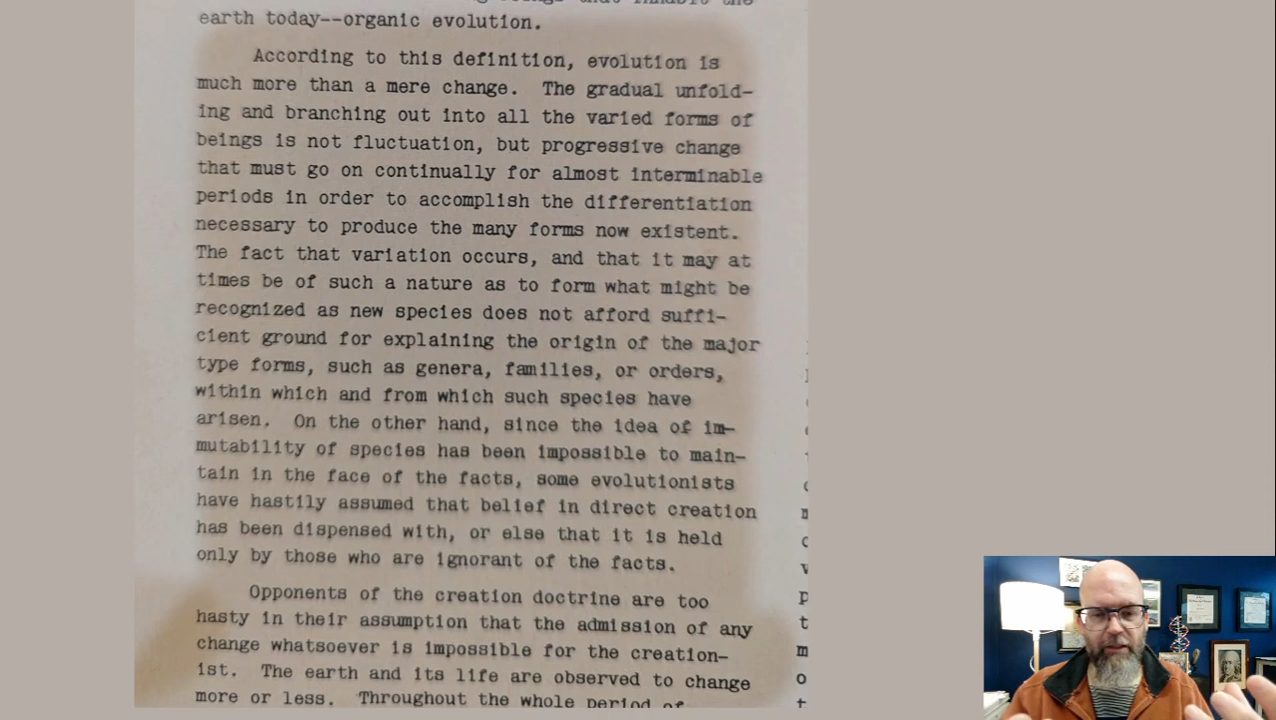 earth today--organic evolution.
According to this definition, evolution is
much more than a mere change. The gradual unfold-
ing and branching out into all the varied forms of
beings is not fluctuation, but progressive change
that must go on continually for almost interminable
periods in order to accomplish the differentiation
necessary to produce the many forms now existent.
The fact that variation occurs, and that it may at
times be of such a nature as to form what might be
recognized as new species does not afford suffi-
cient ground for explaining the origin of the major
type forms, such as genera, families, or orders,
within which and from which such species have
arisen. On the other hand, since the idea of im-
mutability of species has been impossible to main-
tain in the face of the facts, some evolutionists
have hastily assumed that belief in direct creation
has been dispensed with, or else that it is held
only by those who are ignorant of the facts.
Opponents of the creation doctrine are too
hasty in their assumption that the admission of any
change whatsoever is impossible for the creation-
ist. The earth and its life are observed to change
more or less. Throughout the whole period of